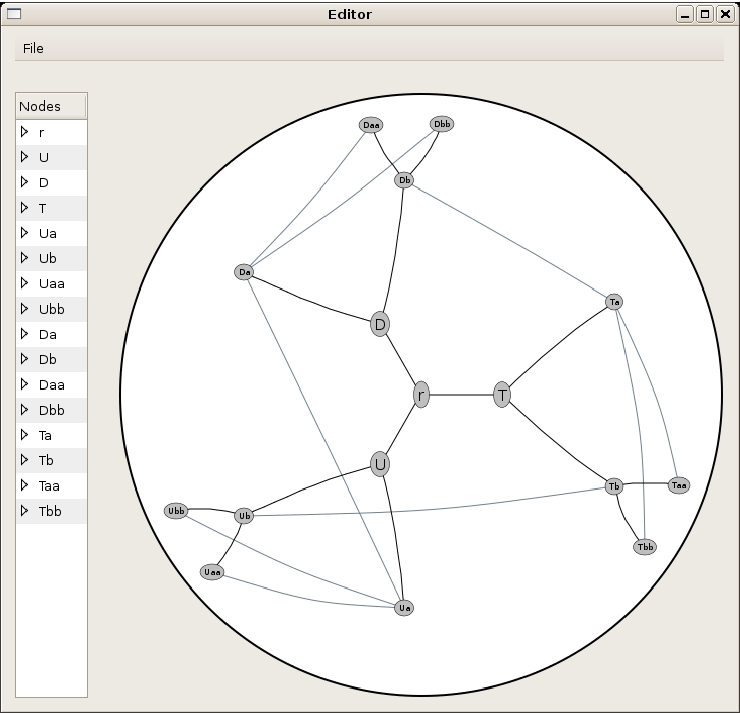 Editor
File
Nodes
r
U
D
T
Ua
Ub
Uaa
Ubb
Da
Db
Daa
Dbb
Ta
Tb
Taa
Tbb
Daa
Dbb
Db
Da
Ta
D
r
T
U
Tb
Taa
Ubb
Ub
Tbb
Uaa
Ua